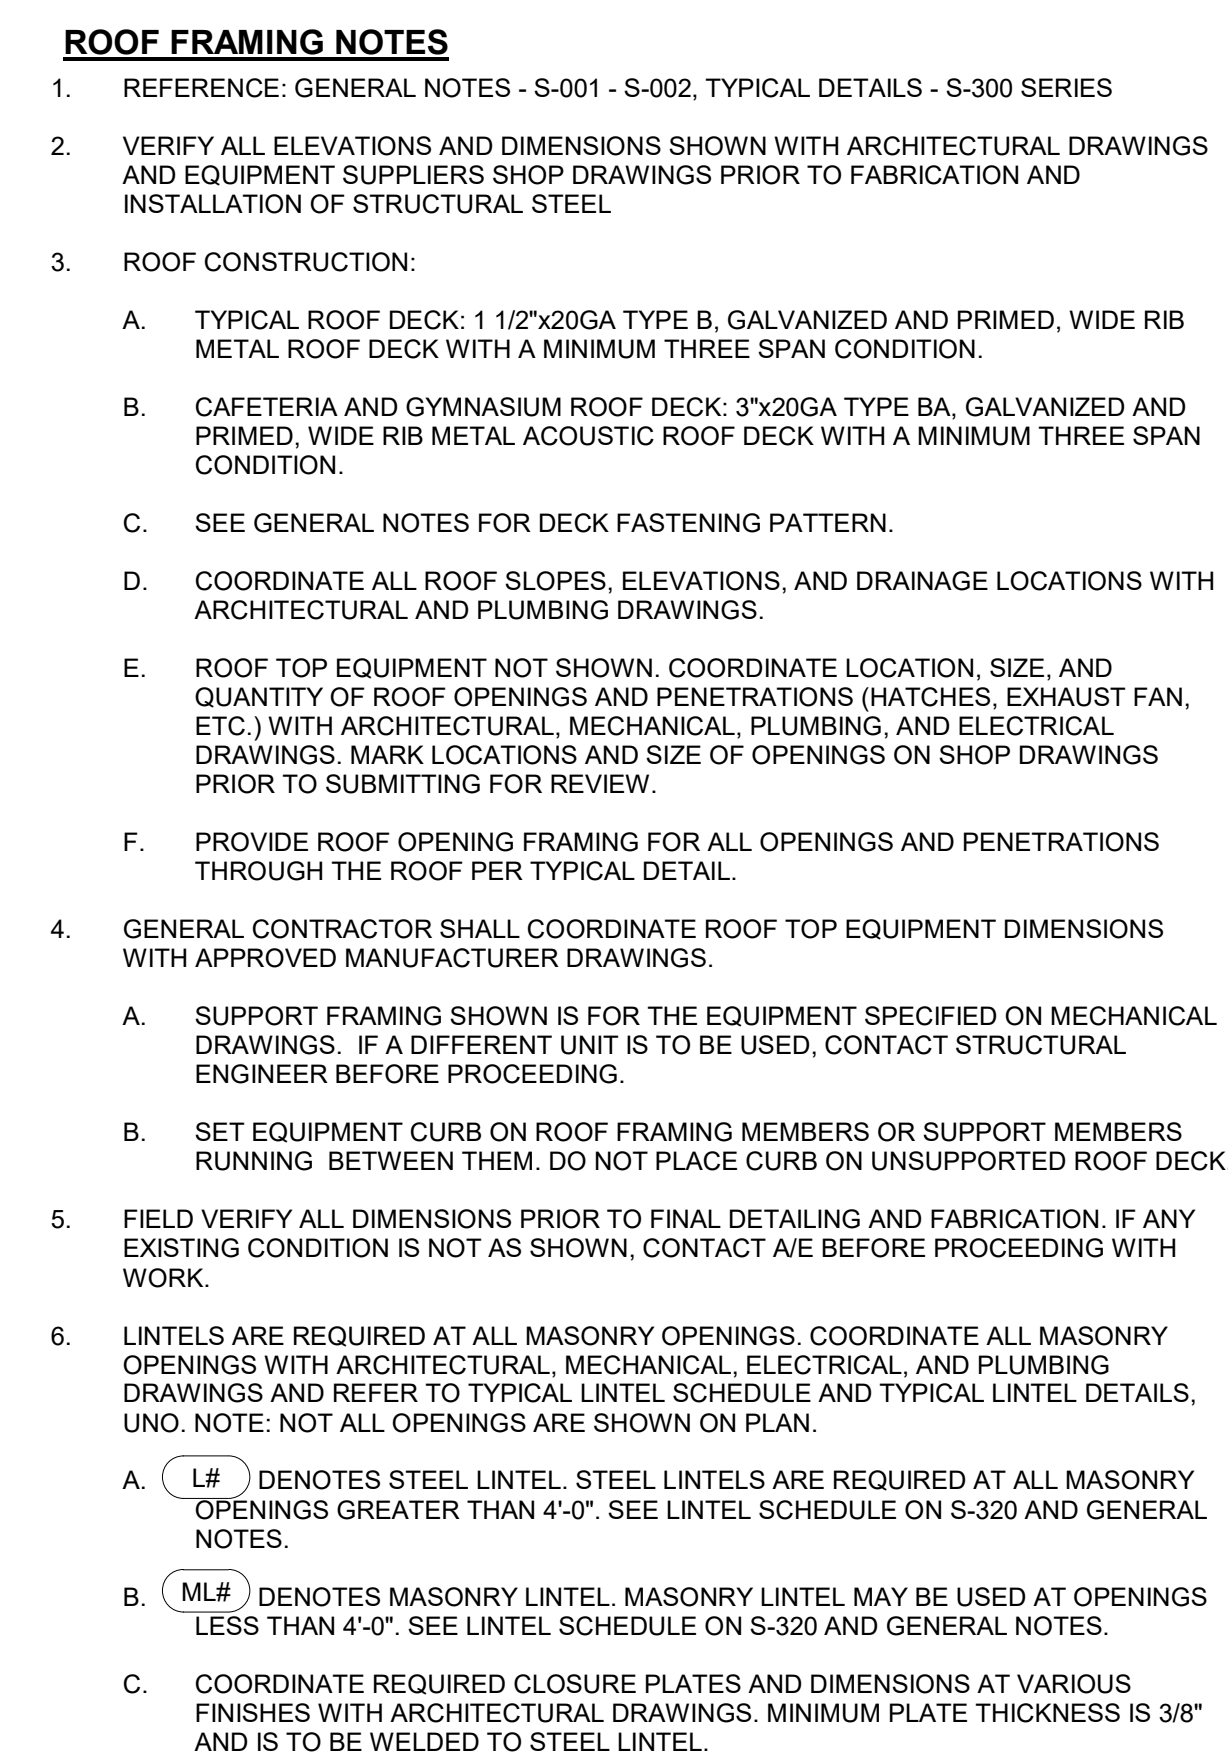 ROOF FRAMING NOTES
1. REFERENCE: GENERAL NOTES - S-001 - S-002, TYPICAL DETAILS - S-300 SERIES
2. VERIFY ALL ELEVATIONS AND DIMENSIONS SHOWN WITH ARCHITECTURAL DRAWINGS
AND EQUIPMENT SUPPLIERS SHOP DRAWINGS PRIOR TO FABRICATION AND
INSTALLATION OF STRUCTURAL STEEL
3. ROOF CONSTRUCTION:
A. TYPICAL ROOF DECK: 1 1/2"x20GA TYPE B, GALVANIZED AND PRIMED, WIDE RIB
METAL ROOF DECK WITH A MINIMUM THREE SPAN CONDITION.
B. CAFETERIA AND GYMNASIUM ROOF DECK: 3"x20GA TYPE BA, GALVANIZED AND
PRIMED, WIDE RIB METAL ACOUSTIC ROOF DECK WITH A MINIMUM THREE SPAN
CONDITION.
C. SEE GENERAL NOTES FOR DECK FASTENING PATTERN.
D. COORDINATE ALL ROOF SLOPES, ELEVATIONS, AND DRAINAGE LOCATIONS WITH
ARCHITECTURAL AND PLUMBING DRAWINGS.
E. ROOF TOP EQUIPMENT NOT SHOWN. COORDINATE LOCATION, SIZE, AND
QUANTITY OF ROOF OPENINGS AND PENETRATIONS (HATCHES, EXHAUST FAN,
ETC.) WITH ARCHITECTURAL, MECHANICAL, PLUMBING, AND ELECTRICAL
DRAWINGS. MARK LOCATIONS AND SIZE OF OPENINGS ON SHOP DRAWINGS
PRIOR TO SUBMITTING FOR REVIEW.
F. PROVIDE ROOF OPENING FRAMING FOR ALL OPENINGS AND PENETRATIONS
THROUGH THE ROOF PER TYPICAL DETAIL.
4. GENERAL CONTRACTOR SHALL COORDINATE ROOF TOP EQUIPMENT DIMENSIONS
WITH APPROVED MANUFACTURER DRAWINGS.
A. SUPPORT FRAMING SHOWN IS FOR THE EQUIPMENT SPECIFIED ON MECHANICAL
DRAWINGS. IF A DIFFERENT UNIT IS TO BE USED, CONTACT STRUCTURAL
ENGINEER BEFORE PROCEEDING.
B. SET EQUIPMENT CURB ON ROOF FRAMING MEMBERS OR SUPPORT MEMBERS
RUNNING BETWEEN THEM. DO NOT PLACE CURB ON UNSUPPORTED ROOF DECK
5. FIELD VERIFY ALL DIMENSIONS PRIOR TO FINAL DETAILING AND FABRICATION. IF ANY
EXISTING CONDITION IS NOT AS SHOWN, CONTACT A/E BEFORE PROCEEDING WITH
WORK.
6. LINTELS ARE REQUIRED AT ALL MASONRY OPENINGS. COORDINATE ALL MASONRY
OPENINGS WITH ARCHITECTURAL, MECHANICAL, ELECTRICAL, AND PLUMBING
DRAWINGS AND REFER TO TYPICAL LINTEL SCHEDULE AND TYPICAL LINTEL DETAILS,
UNO. NOTE: NOT ALL OPENINGS ARE SHOWN ON PLAN.
A. L# DENOTES STEEL LINTEL. STEEL LINTELS ARE REQUIRED AT ALL MASONRY
OPENINGS GREATER THAN 4'-0". SEE LINTEL SCHEDULE ON S-320 AND GENERAL
NOTES.
B. ML# DENOTES MASONRY LINTEL. MASONRY LINTEL MAY BE USED AT OPENINGS
LESS THAN 4'-0". SEE LINTEL SCHEDULE ON S-320 AND GENERAL NOTES.
C. COORDINATE REQUIRED CLOSURE PLATES AND DIMENSIONS AT VARIOUS
FINISHES WITH ARCHITECTURAL DRAWINGS. MINIMUM PLATE THICKNESS IS 3/8"
AND IS TO BE WELDED TO STEEL LINTEL.